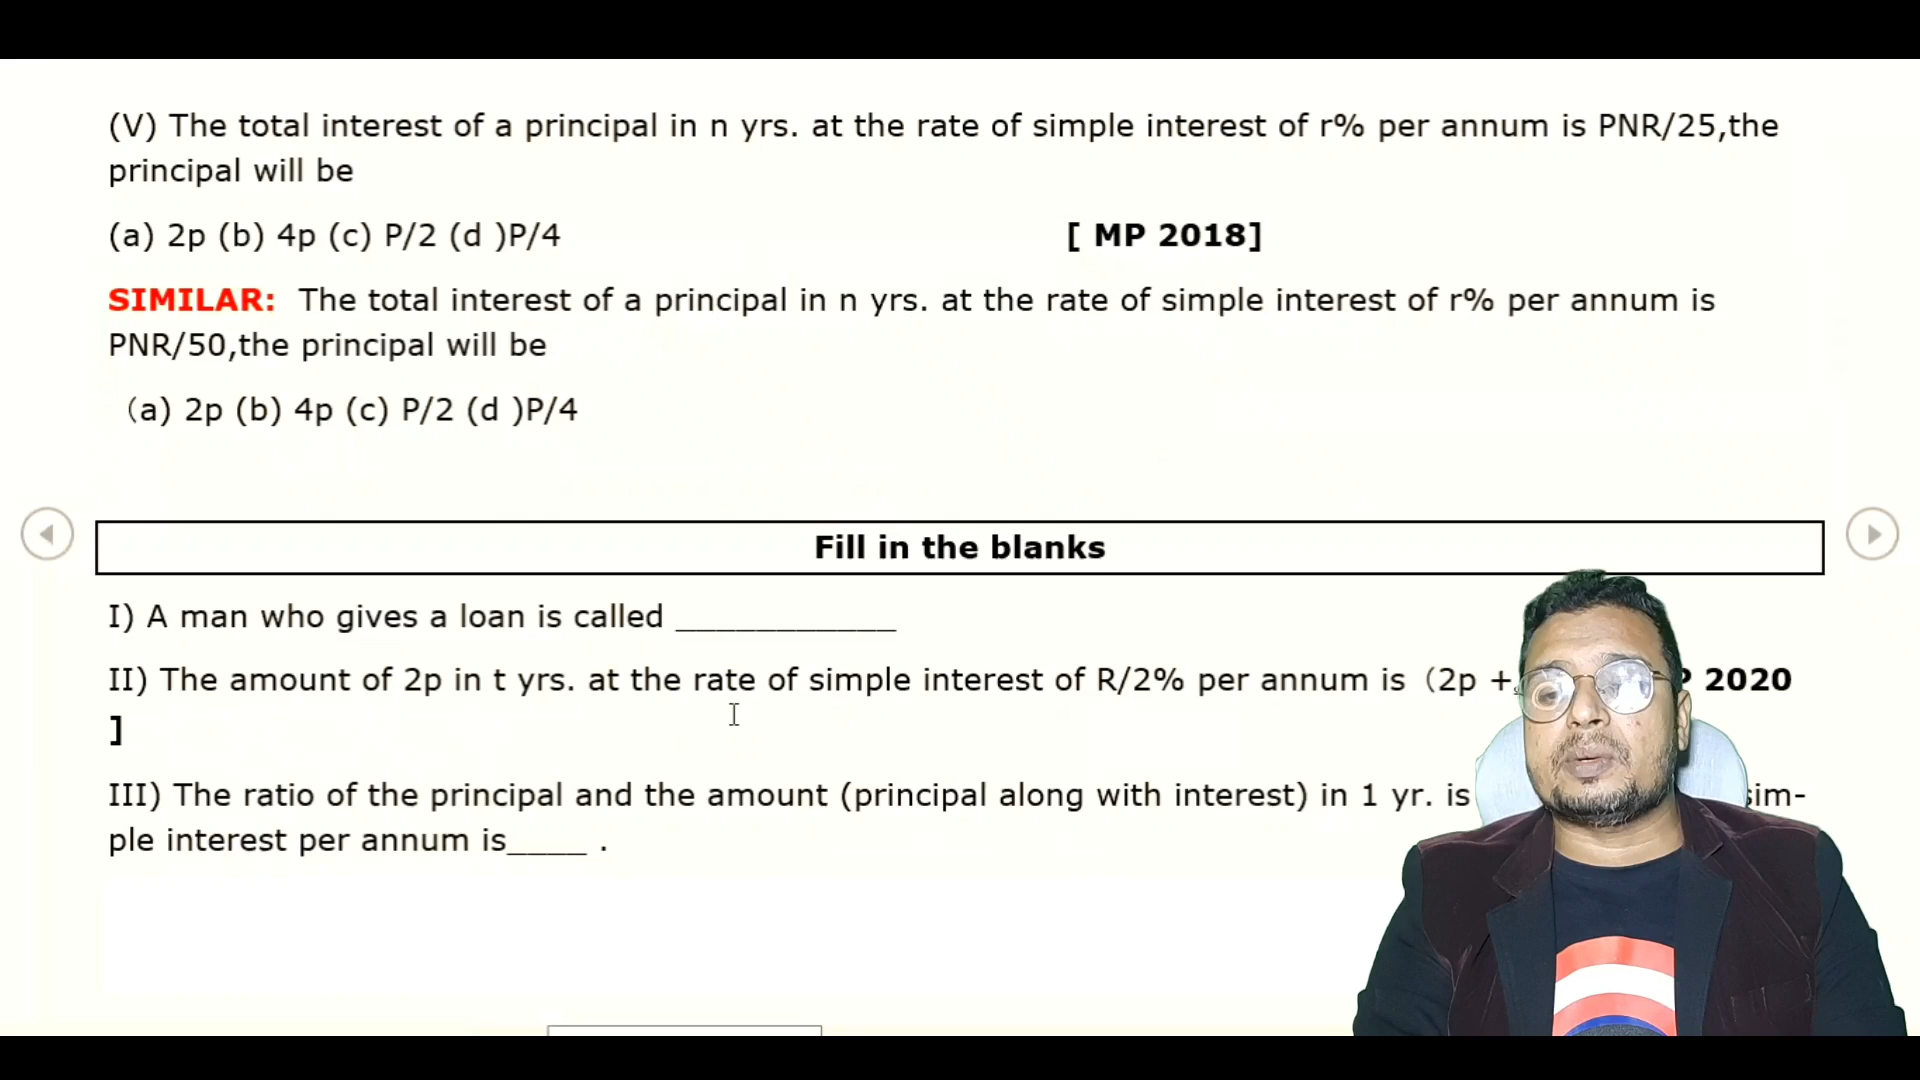 (V) The total interest of a principal in n yrs. at the rate of simple interest of r% per annum is PNR/25,the
principal will be
(a) 2p (b) 4p (c) P/2 (d )P/4 [ MP 2018]
SIMILAR: The total interest of a principal in n yrs. at the rate of simple interest of r% per annum is
PNR/50,the principal will be
(a) 2p (b) 4p (c) P/2 (d )P/4
Fill in the blanks
I) A man who gives a loan is called ___________
II) The amount of 2p in t yrs. at the rate of simple interest of R/2% per annum is (2p + 2020
]
III) The ratio of the principal and the amount (principal along with interest) in 1 yr. is sim-
ple interest per annum is____ .